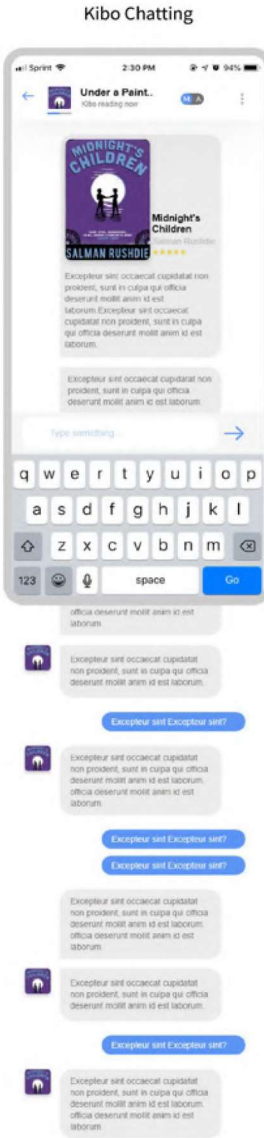 Kibo Chatting
Sprint
2:30 PM
94%
Under a Paint..
Kibo reading now
A
MIDNIGHT'S
CHILDREN
SALMAN RUSHDIE
Midnight's
Children
Salman Rushdie
Excepteur sint occaecat cupidatat non
proident, sunt in culpa qui officia
deserunt mollit anim id est
laborum.Excepteur sint occaecat
cupidatat non proident, sunt in culpa
qui officia deserunt mollit anim id est
laborum.
Excepteur sint occaecat cupidatat non
proident, sunt in culpa qui officia
deserunt mollit anim id est laborum.
Type something...
q w e r t y u i o p
a s d f g h j k l
z x c v b n m
123
space
Go
officia deserunt mollit anim id est
laborum
Excepteur sint occaecat cupidatat
non proident, sunt in culpa qui officia
deserunt mollit anim id est laborum.
Excepteur sint Excepteur sint?
Excepteur sint occaecat cupidatat
non proident, sunt in culpa qui officia
deserunt mollit anim id est laborum.
officia deserunt mollit anim id est
laborum
Excepteur sint Excepteur sint?
Excepteur sint Excepteur sint?
Excepteur sint occaecat cupidatat
non proident, sunt in culpa qui officia
deserunt mollit anim id est laborum.
officia deserunt mollit anim id est
laborum
Excepteur sint occaecat cupidatat
non proident, sunt in culpa qui officia
deserunt mollit anim id est laborum.
Excepteur sint Excepteur sint?
Excepteur sint occaecat cupidatat
non proident, sunt in culpa qui officia
deserunt mollit anim id est laborum.
officia deserunt mollit anim id est
laborum